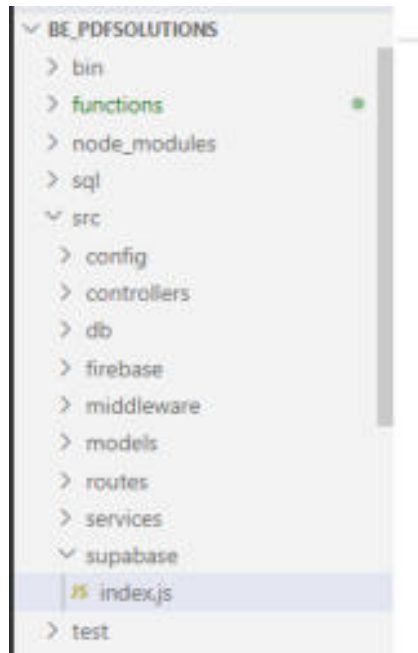 BE_PDFSOLUTIONS
bin
functions
node_modules
sql
src
config
controllers
db
firebase
middleware
models
routes
services
supabase
JS index.js
test